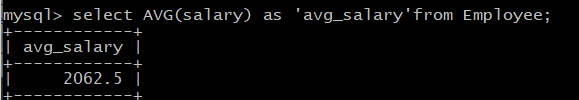 mysql> select AVG(salary) as 'avg_salary'from Employee;
+------------+
| avg_salary |
+------------+
|     2062.5 |
+------------+